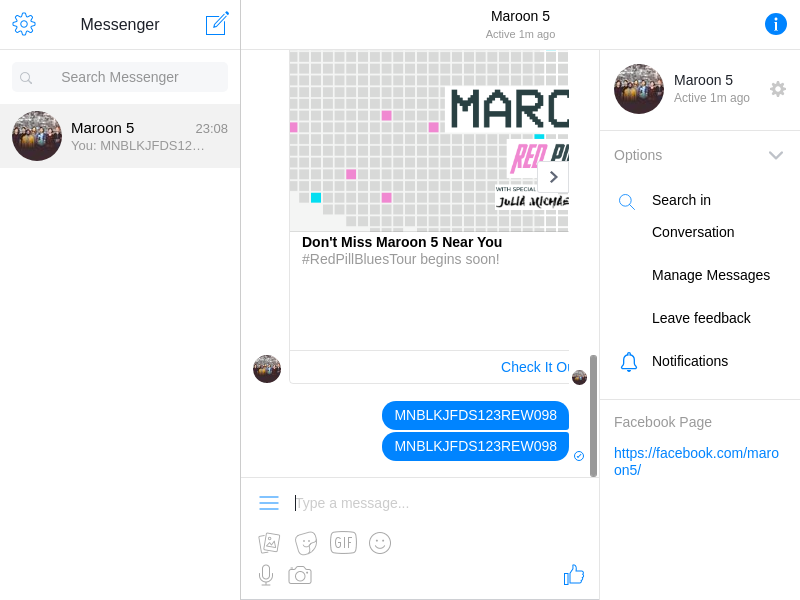 Messenger
Search Messenger
Maroon 5
23:08
You: MNBLKJFDS12…
Maroon 5
Active 1m ago
MARO
RED PI
WITH SPECIAL
JULIA MICHAE
Don't Miss Maroon 5 Near You
#RedPillBluesTour begins soon!
Check It Ou
MNBLKJFDS123REW098
MNBLKJFDS123REW098
Type a message...
GIF
Maroon 5
Active 1m ago
Options
Search in
Conversation
Manage Messages
Leave feedback
Notifications
Facebook Page
https://facebook.com/maro
on5/